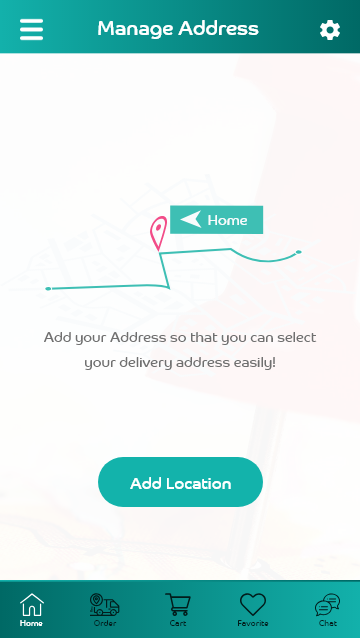 Manage Address
Home
Add your Address so that you can select
your delivery address easily!
Add Location
Home
Order
Cart
Favorite
Chat